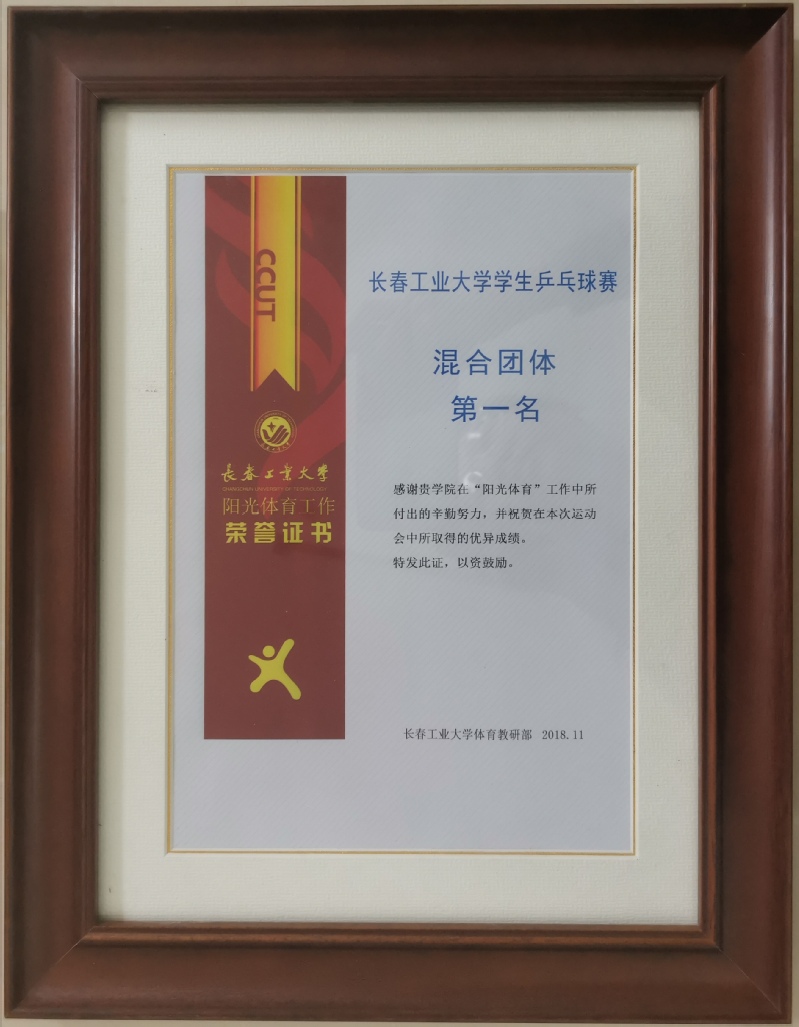 CCUT
长春工业大学
CHANGCHUN UNIVERSITY OF TECHNOLOGY
阳光体育工作
荣誉证书
长春工业大学学生乒乓球赛
混合团体
第一名
感谢贵学院在“阳光体育”工作中所
付出的辛勤努力，并祝贺在本次运动
会中所取得的优异成绩。
特发此证，以资鼓励。
长春工业大学体育教研部 2018.11